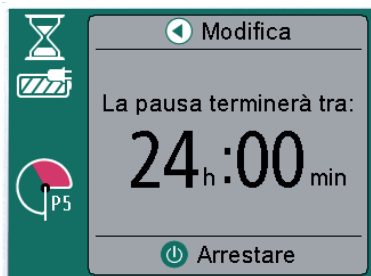 Modifica
La pausa terminerà tra:
24h:00min
P5
Arrestare